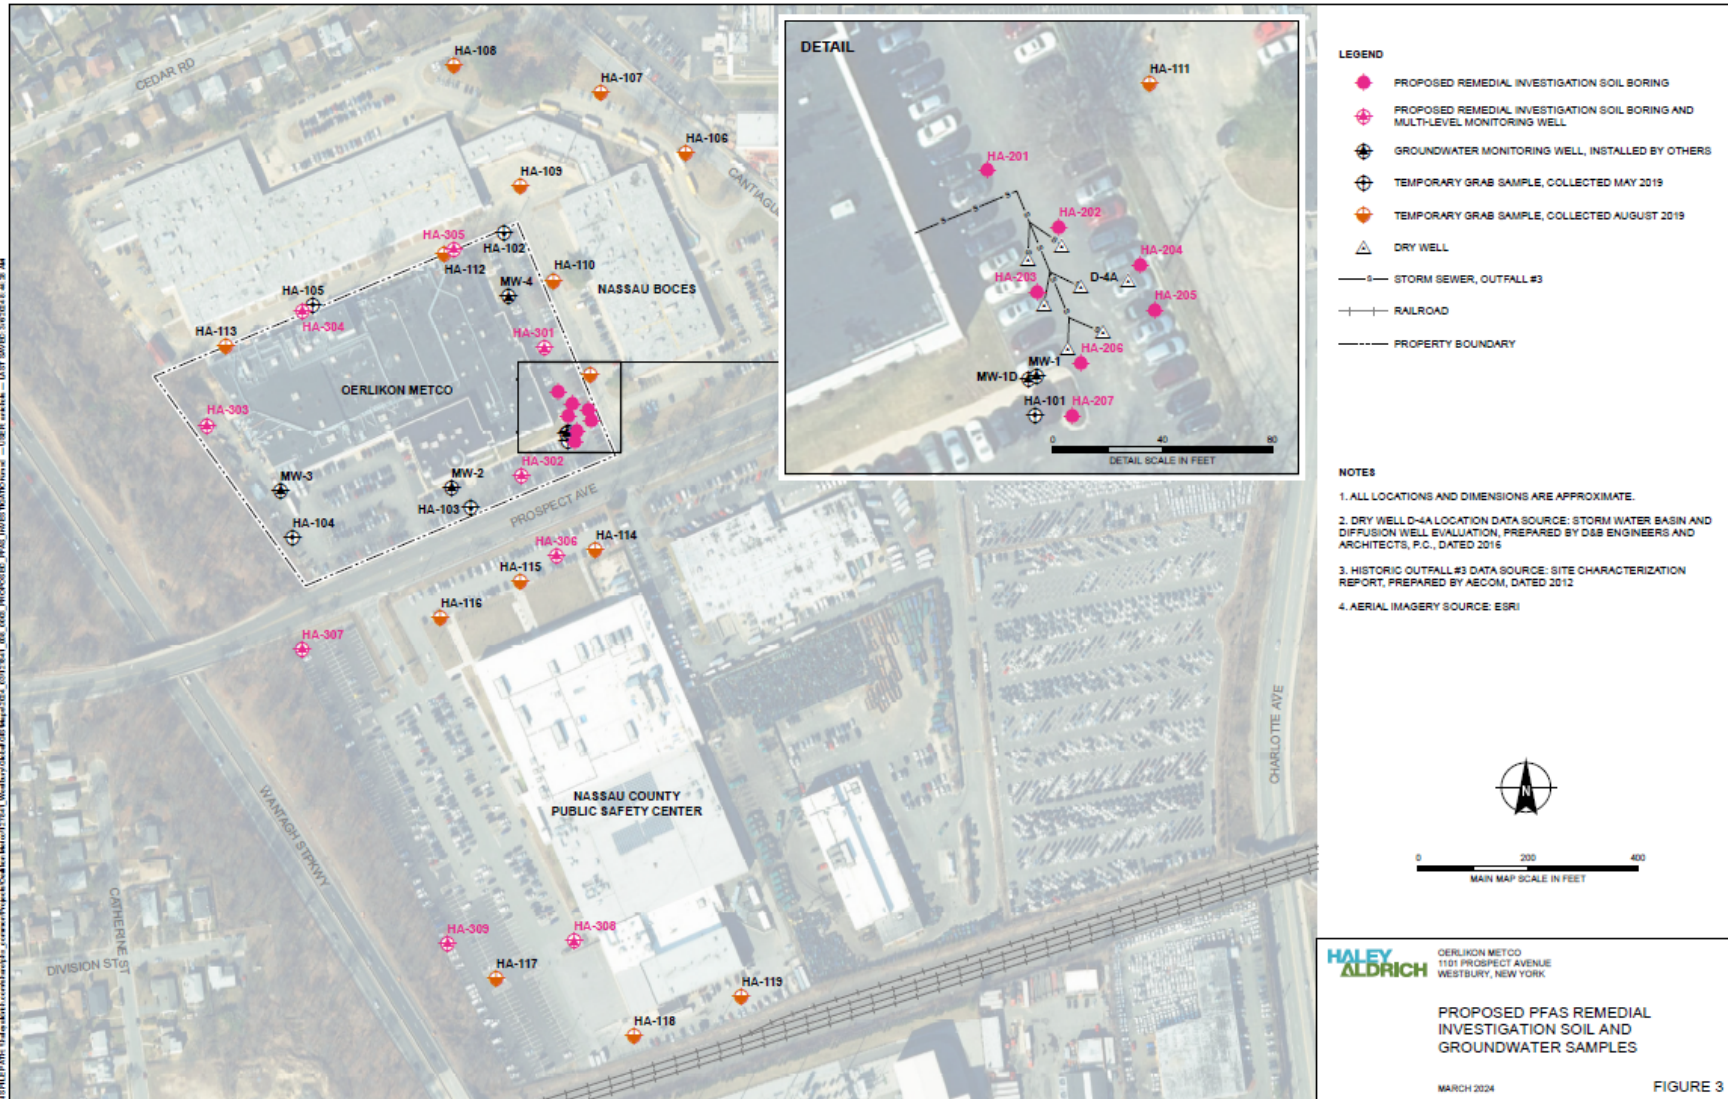 CEDAR RD
HA-108
HA-107
HA-106
HA-109
CANTIAGU
HA-305
HA-102
HA-112
HA-110
MW-4
NASSAU BOCES
HA-105
HA-304
HA-113
HA-301
OERLIKON METCO
HA-303
HA-302
MW-3
MW-2
HA-103
HA-104
PROSPECT AVE
HA-306
HA-114
HA-115
HA-116
HA-307
WANTAGH STPKWY
CHARLOTTE AVE
NASSAU COUNTY
PUBLIC SAFETY CENTER
CATHERINE ST
DIVISION ST
HA-309
HA-308
HA-117
HA-119
HA-118
DETAIL
HA-111
HA-201
HA-202
HA-204
HA-203
D-4A
HA-205
HA-206
MW-1
MW-1D
HA-101
HA-207
S
S
S
S
S
S
S
S
0 40 80
DETAIL SCALE IN FEET
LEGEND
PROPOSED REMEDIAL INVESTIGATION SOIL BORING
PROPOSED REMEDIAL INVESTIGATION SOIL BORING AND
MULTI-LEVEL MONITORING WELL
GROUNDWATER MONITORING WELL, INSTALLED BY OTHERS
TEMPORARY GRAB SAMPLE, COLLECTED MAY 2019
TEMPORARY GRAB SAMPLE, COLLECTED AUGUST 2019
DRY WELL
S STORM SEWER, OUTFALL #3
RAILROAD
PROPERTY BOUNDARY
NOTES
1. ALL LOCATIONS AND DIMENSIONS ARE APPROXIMATE.
2. DRY WELL D-4A LOCATION DATA SOURCE: STORM WATER BASIN AND
DIFFUSION WELL EVALUATION, PREPARED BY D&B ENGINEERS AND
ARCHITECTS, P.C., DATED 2016
3. HISTORIC OUTFALL #3 DATA SOURCE: SITE CHARACTERIZATION
REPORT, PREPARED BY AECOM, DATED 2012
4. AERIAL IMAGERY SOURCE: ESRI
N
0 200 400
MAIN MAP SCALE IN FEET
HALEY
ALDRICH
OERLIKON METCO
1101 PROSPECT AVENUE
WESTBURY, NEW YORK
PROPOSED PFAS REMEDIAL
INVESTIGATION SOIL AND
GROUNDWATER SAMPLES
MARCH 2024
FIGURE 3